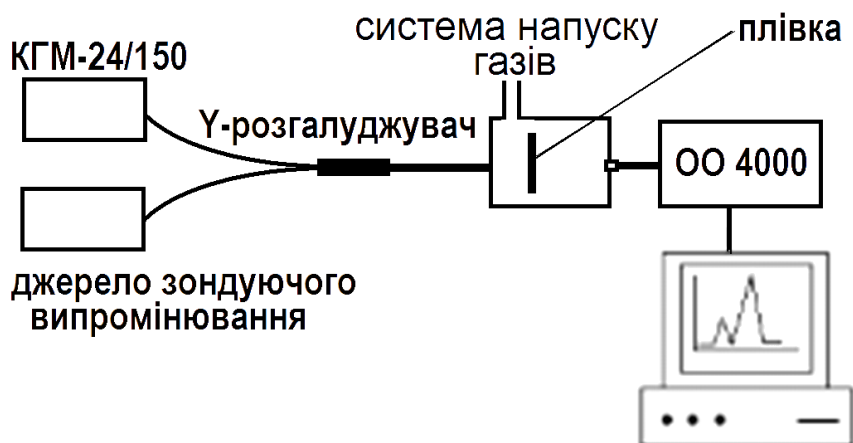 система напуску
газів
плівка
КГМ-24/150
Y-розгалуджувач
ОО 4000
джерело зондуючого
випромінювання